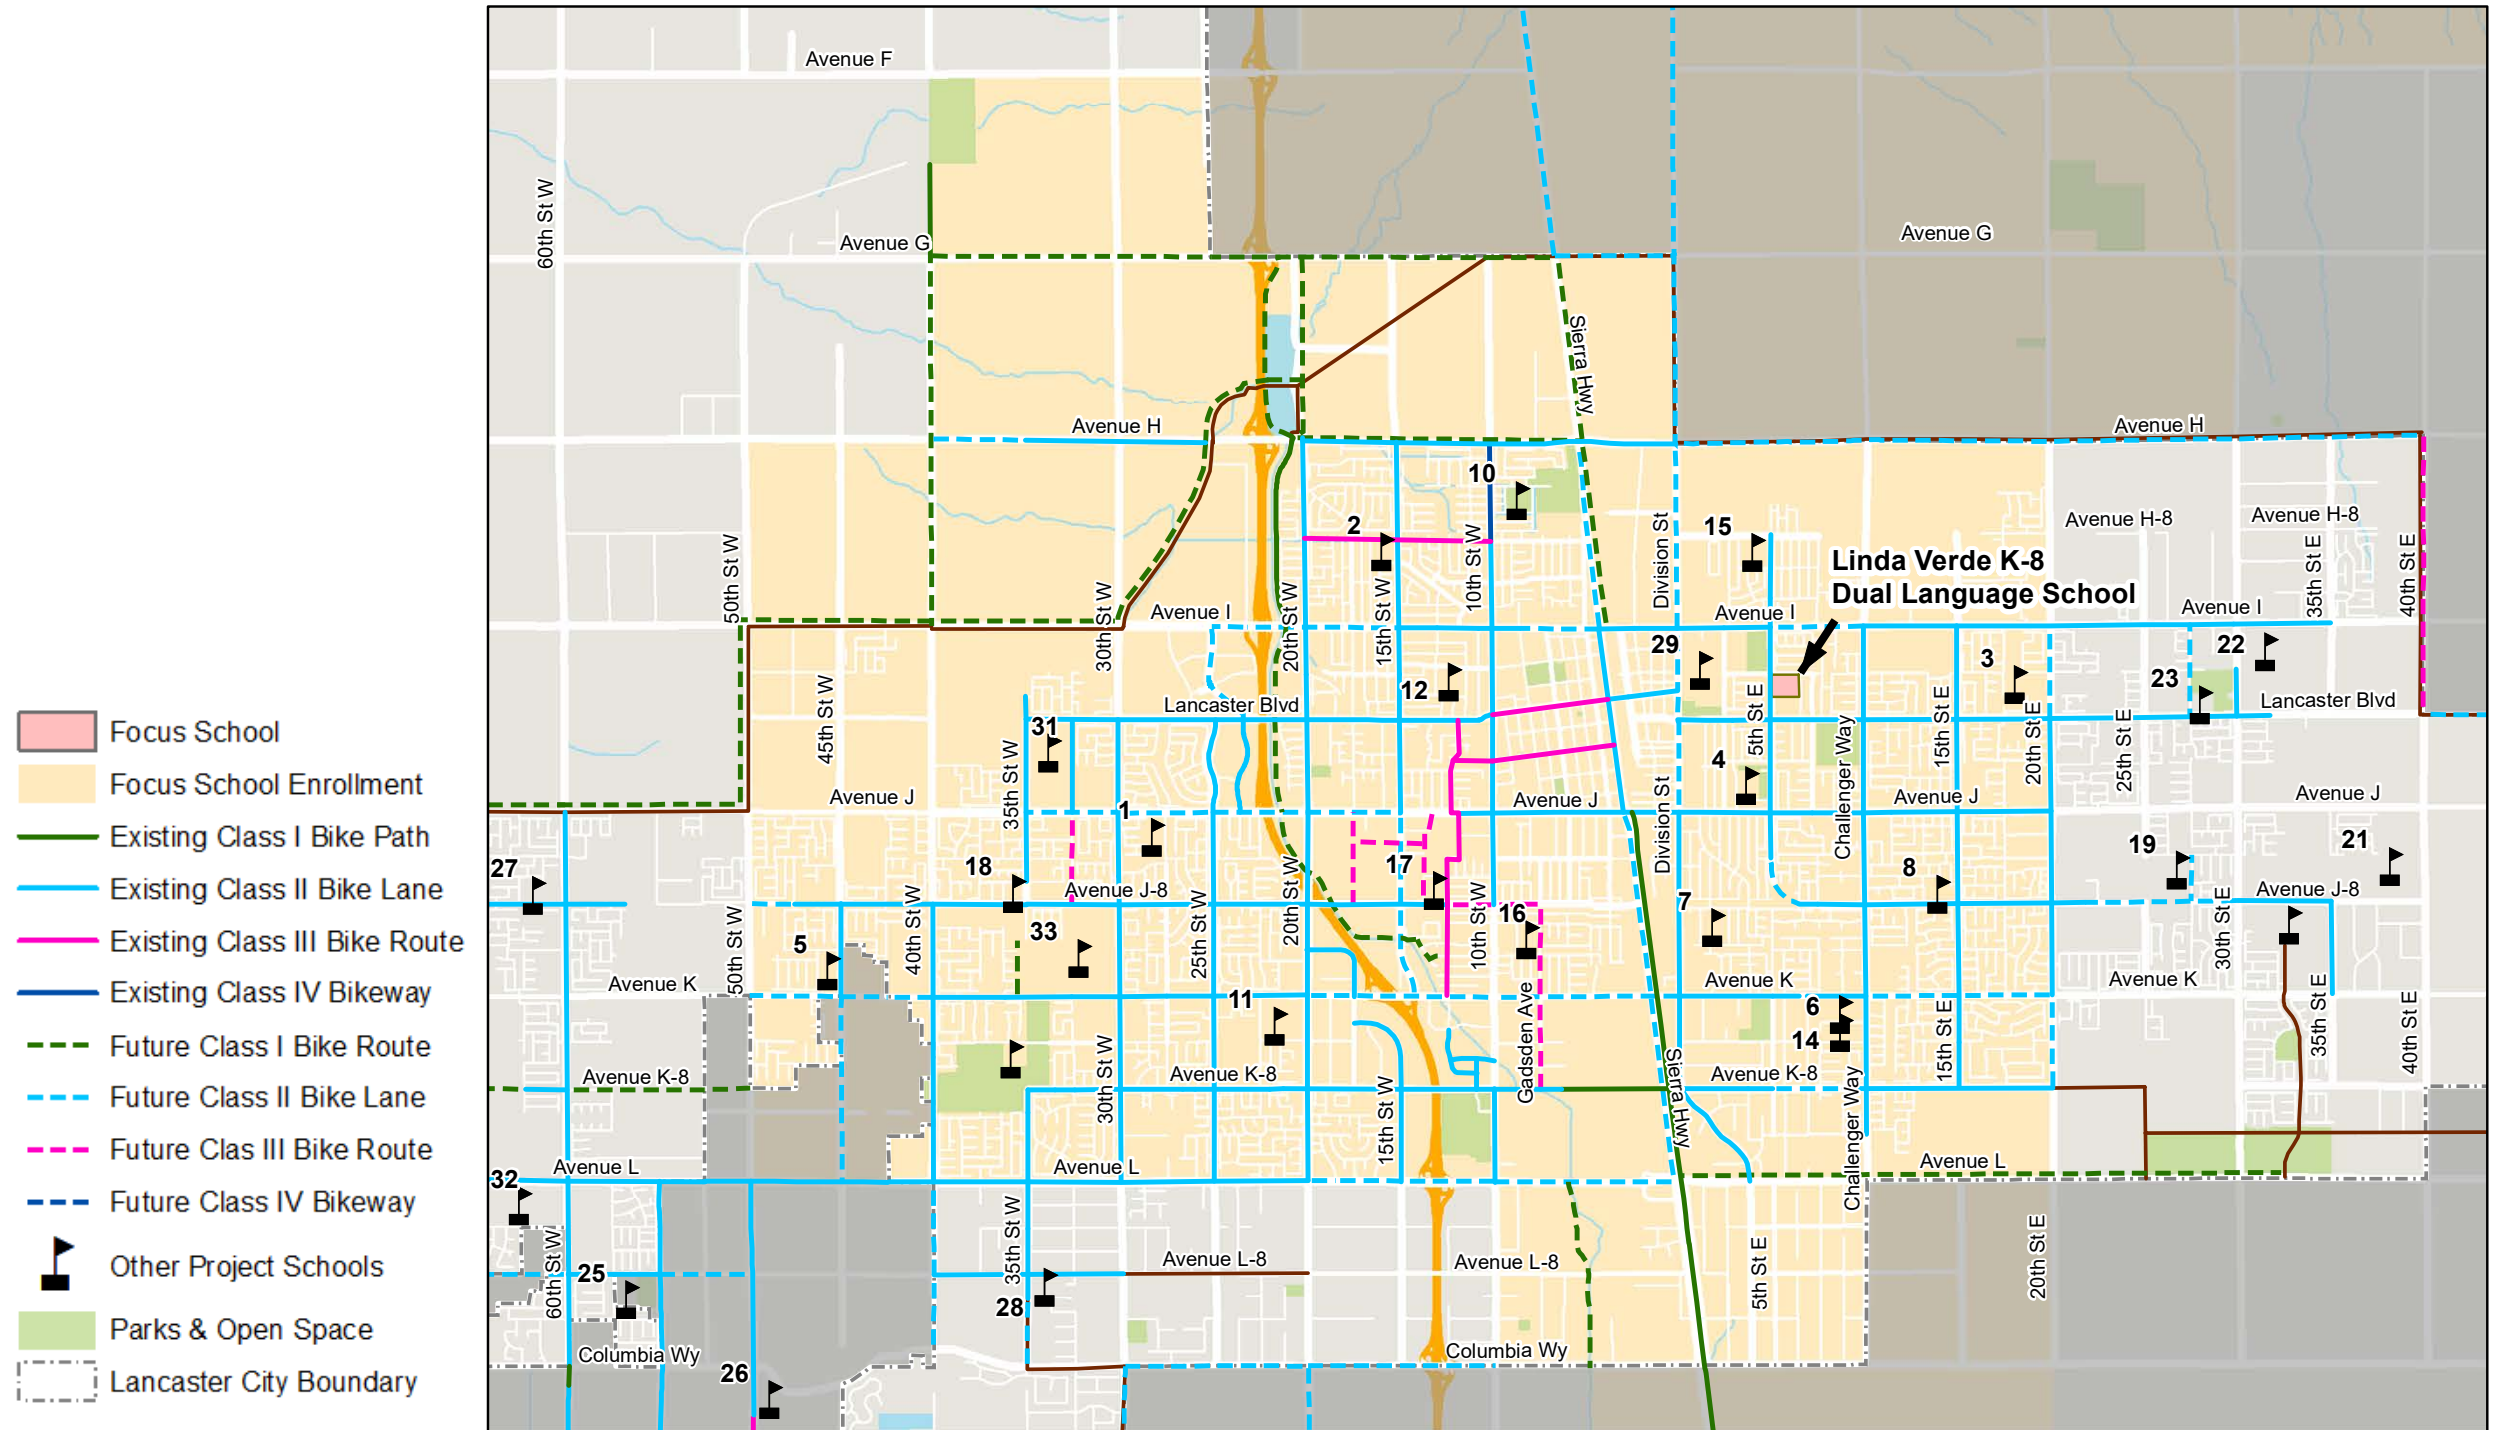 Avenue F
60th St W
Avenue G
Avenue G
Sierra Hwy
Avenue H
Avenue H
10
2
15
Avenue H-8
Avenue H-8
50th St W
10th St W
Division St
35th St E
40th St E
Linda Verde K-8
Dual Language School
30th St W
Avenue I
20th St W
15th St W
Avenue I
Avenue I
29
3
22
23
12
45th St W
Lancaster Blvd
5th St E
15th St E
20th St E
25th St E
Lancaster Blvd
31
35th St W
4
Challenger Way
Avenue J
1
Avenue J
Avenue J
Avenue J
Division St
27
18
Avenue J-8
17
8
19
21
Avenue J-8
40th St W
20th St W
25th St W
10th St W
16
7
30th St E
50th St W
5
33
Avenue K
11
Gadsden Ave
Avenue K
6
14
15th St E
Avenue K
35th St E
40th St E
Avenue K-8
30th St W
Avenue K-8
15th St W
Sierra Hwy
Avenue K-8
Challenger Way
Avenue L
Avenue L
Avenue L
32
60th St W
25
35th St W
28
Avenue L-8
Avenue L-8
5th St E
20th St E
Columbia Wy
26
Columbia Wy
Focus School
Focus School Enrollment
Existing Class I Bike Path
Existing Class II Bike Lane
Existing Class III Bike Route
Existing Class IV Bikeway
Future Class I Bike Route
Future Class II Bike Lane
Future Clas III Bike Route
Future Class IV Bikeway
Other Project Schools
Parks & Open Space
Lancaster City Boundary